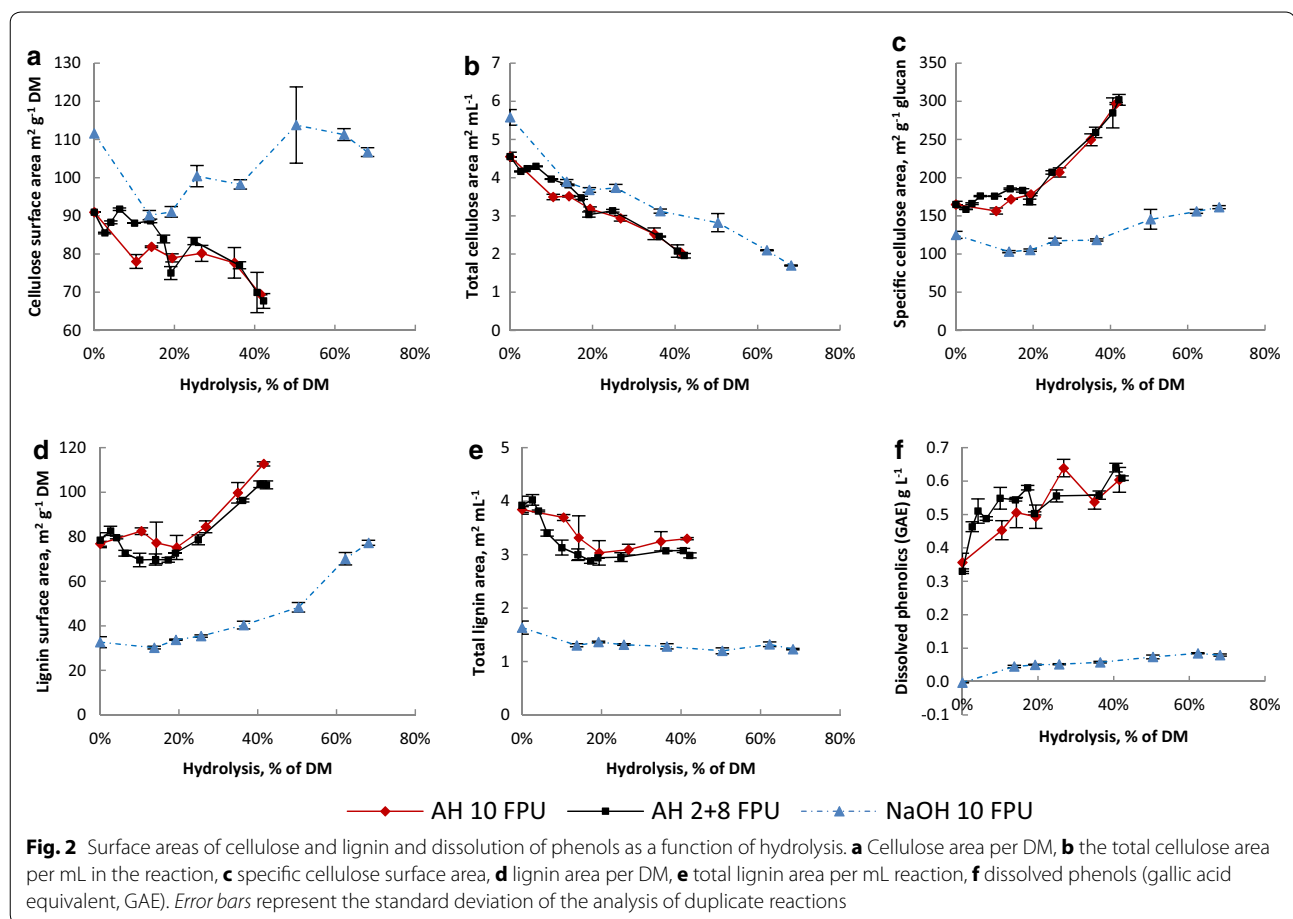 a
Cellulose surface area m² g⁻¹ DM
130
120
110
100
90
80
70
60
0% 20% 40% 60% 80%
Hydrolysis, % of DM
b
Total cellulose area m² mL⁻¹
7
6
5
4
3
2
1
0
0% 20% 40% 60% 80%
Hydrolysis, % of DM
c
Specific cellulose area, m² g⁻¹ glucan
350
300
250
200
150
100
50
0
0% 20% 40% 60% 80%
Hydrolysis, % of DM
d
Lignin surface area, m² g⁻¹ DM
120
100
80
60
40
20
0
0% 20% 40% 60% 80%
Hydrolysis, % of DM
e
Total lignin area, m² mL⁻¹
5
4
3
2
1
0
0% 20% 40% 60% 80%
Hydrolysis, % of DM
f
Dissolved phenolics (GAE) g L⁻¹
0.7
0.6
0.5
0.4
0.3
0.2
0.1
0.0
-0.1
0% 20% 40% 60% 80%
Hydrolysis, % of DM
AH 10 FPU AH 2+8 FPU NaOH 10 FPU
Fig. 2 Surface areas of cellulose and lignin and dissolution of phenols as a function of hydrolysis. a Cellulose area per DM, b the total cellulose area
per mL in the reaction, c specific cellulose surface area, d lignin area per DM, e total lignin area per mL reaction, f dissolved phenols (gallic acid
equivalent, GAE). Error bars represent the standard deviation of the analysis of duplicate reactions